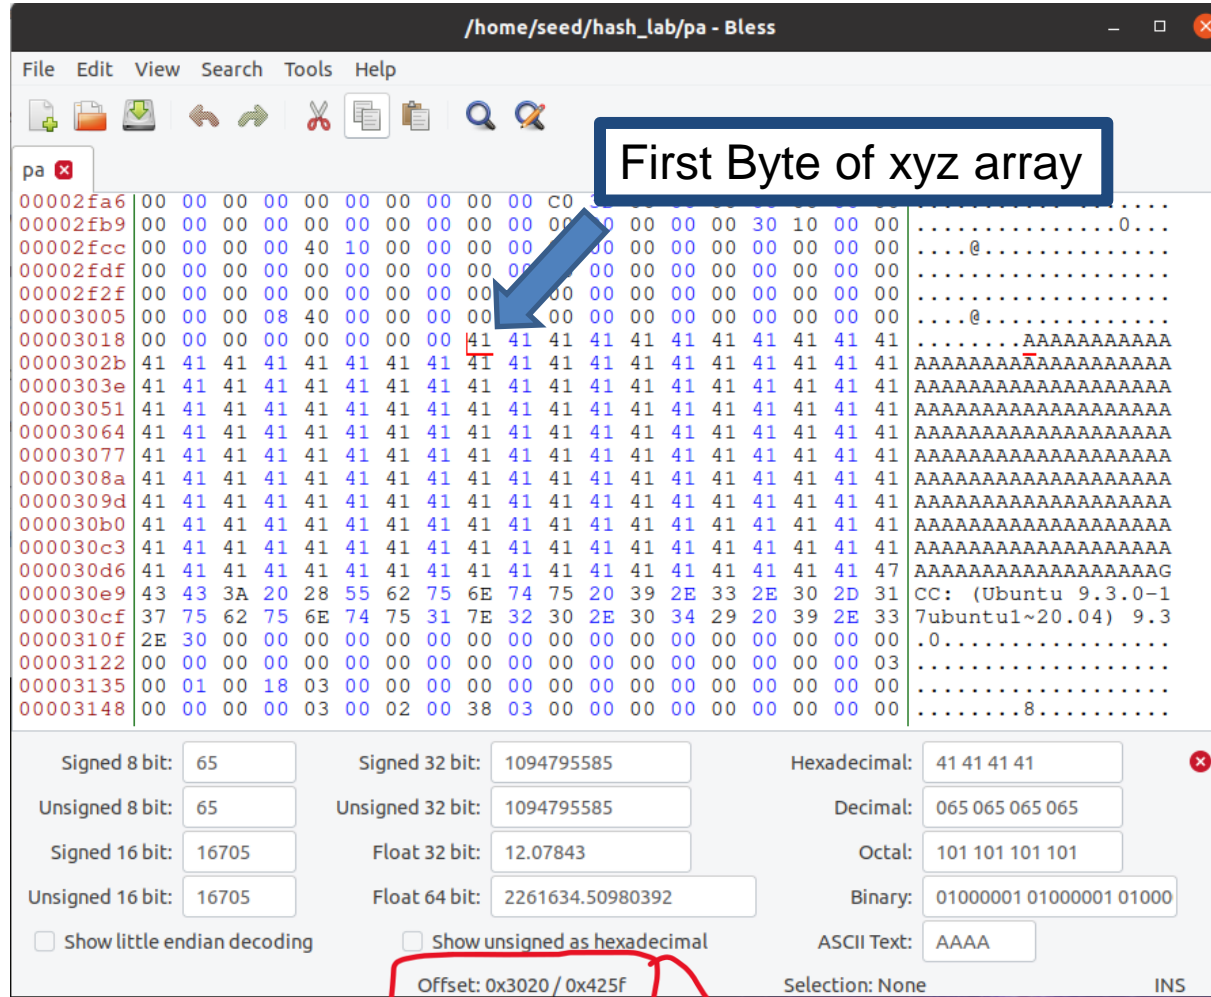 /home/seed/hash_lab/pa - Bless
File Edit View Search Tools Help
First Byte of xyz array
pa
00002fa6 00 00 00 00 00 00 00 00 00 00 C0
00002fb9 00 00 00 00 00 00 00 00 00 00 00 00 00 00 00 30 10 00 00 ...............0...
00002fcc 00 00 00 00 40 10 00 00 00 00 00 00 00 00 00 00 00 00 ....@..............
00002fdf 00 00 00 00 00 00 00 00 00 00 00 00 00 00 00 00 00 00 ...................
00002f2f 00 00 00 00 00 00 00 00 00 00 00 00 00 00 00 00 00 00 ...................
00003005 00 00 00 08 40 00 00 00 00 00 00 00 00 00 00 00 00 00 ....@..............
00003018 00 00 00 00 00 00 00 00 41 41 41 41 41 41 41 41 41 41 41 ........AAAAAAAAAAA
0000302b 41 41 41 41 41 41 41 41 41 41 41 41 41 41 41 41 41 41 41 AAAAAAAAAAAAAAAAAAA
0000303e 41 41 41 41 41 41 41 41 41 41 41 41 41 41 41 41 41 41 41 AAAAAAAAAAAAAAAAAAA
00003051 41 41 41 41 41 41 41 41 41 41 41 41 41 41 41 41 41 41 41 AAAAAAAAAAAAAAAAAAA
00003064 41 41 41 41 41 41 41 41 41 41 41 41 41 41 41 41 41 41 41 AAAAAAAAAAAAAAAAAAA
00003077 41 41 41 41 41 41 41 41 41 41 41 41 41 41 41 41 41 41 41 AAAAAAAAAAAAAAAAAAA
0000308a 41 41 41 41 41 41 41 41 41 41 41 41 41 41 41 41 41 41 41 AAAAAAAAAAAAAAAAAAA
0000309d 41 41 41 41 41 41 41 41 41 41 41 41 41 41 41 41 41 41 41 AAAAAAAAAAAAAAAAAAA
000030b0 41 41 41 41 41 41 41 41 41 41 41 41 41 41 41 41 41 41 41 AAAAAAAAAAAAAAAAAAA
000030c3 41 41 41 41 41 41 41 41 41 41 41 41 41 41 41 41 41 41 41 AAAAAAAAAAAAAAAAAAA
000030d6 41 41 41 41 41 41 41 41 41 41 41 41 41 41 41 41 41 41 47 AAAAAAAAAAAAAAAAAAG
000030e9 43 43 3A 20 28 55 62 75 6E 74 75 20 39 2E 33 2E 30 2D 31 CC: (Ubuntu 9.3.0-1
000030cf 37 75 62 75 6E 74 75 31 7E 32 30 2E 30 34 29 20 39 2E 33 7ubuntu1~20.04) 9.3
0000310f 2E 30 00 00 00 00 00 00 00 00 00 00 00 00 00 00 00 00 00 .0.................
00003122 00 00 00 00 00 00 00 00 00 00 00 00 00 00 00 00 00 00 03 ...................
00003135 00 01 00 18 03 00 00 00 00 00 00 00 00 00 00 00 00 00 00 ...................
00003148 00 00 00 00 03 00 02 00 38 03 00 00 00 00 00 00 00 00 00 ........8..........
Signed 8 bit: 65 Signed 32 bit: 1094795585 Hexadecimal: 41 41 41 41
Unsigned 8 bit: 65 Unsigned 32 bit: 1094795585 Decimal: 065 065 065 065
Signed 16 bit: 16705 Float 32 bit: 12.07843 Octal: 101 101 101 101
Unsigned 16 bit: 16705 Float 64 bit: 2261634.50980392 Binary: 01000001 01000001 01000
Show little endian decoding Show unsigned as hexadecimal ASCII Text: AAAA
Offset: 0x3020 / 0x425f Selection: None INS